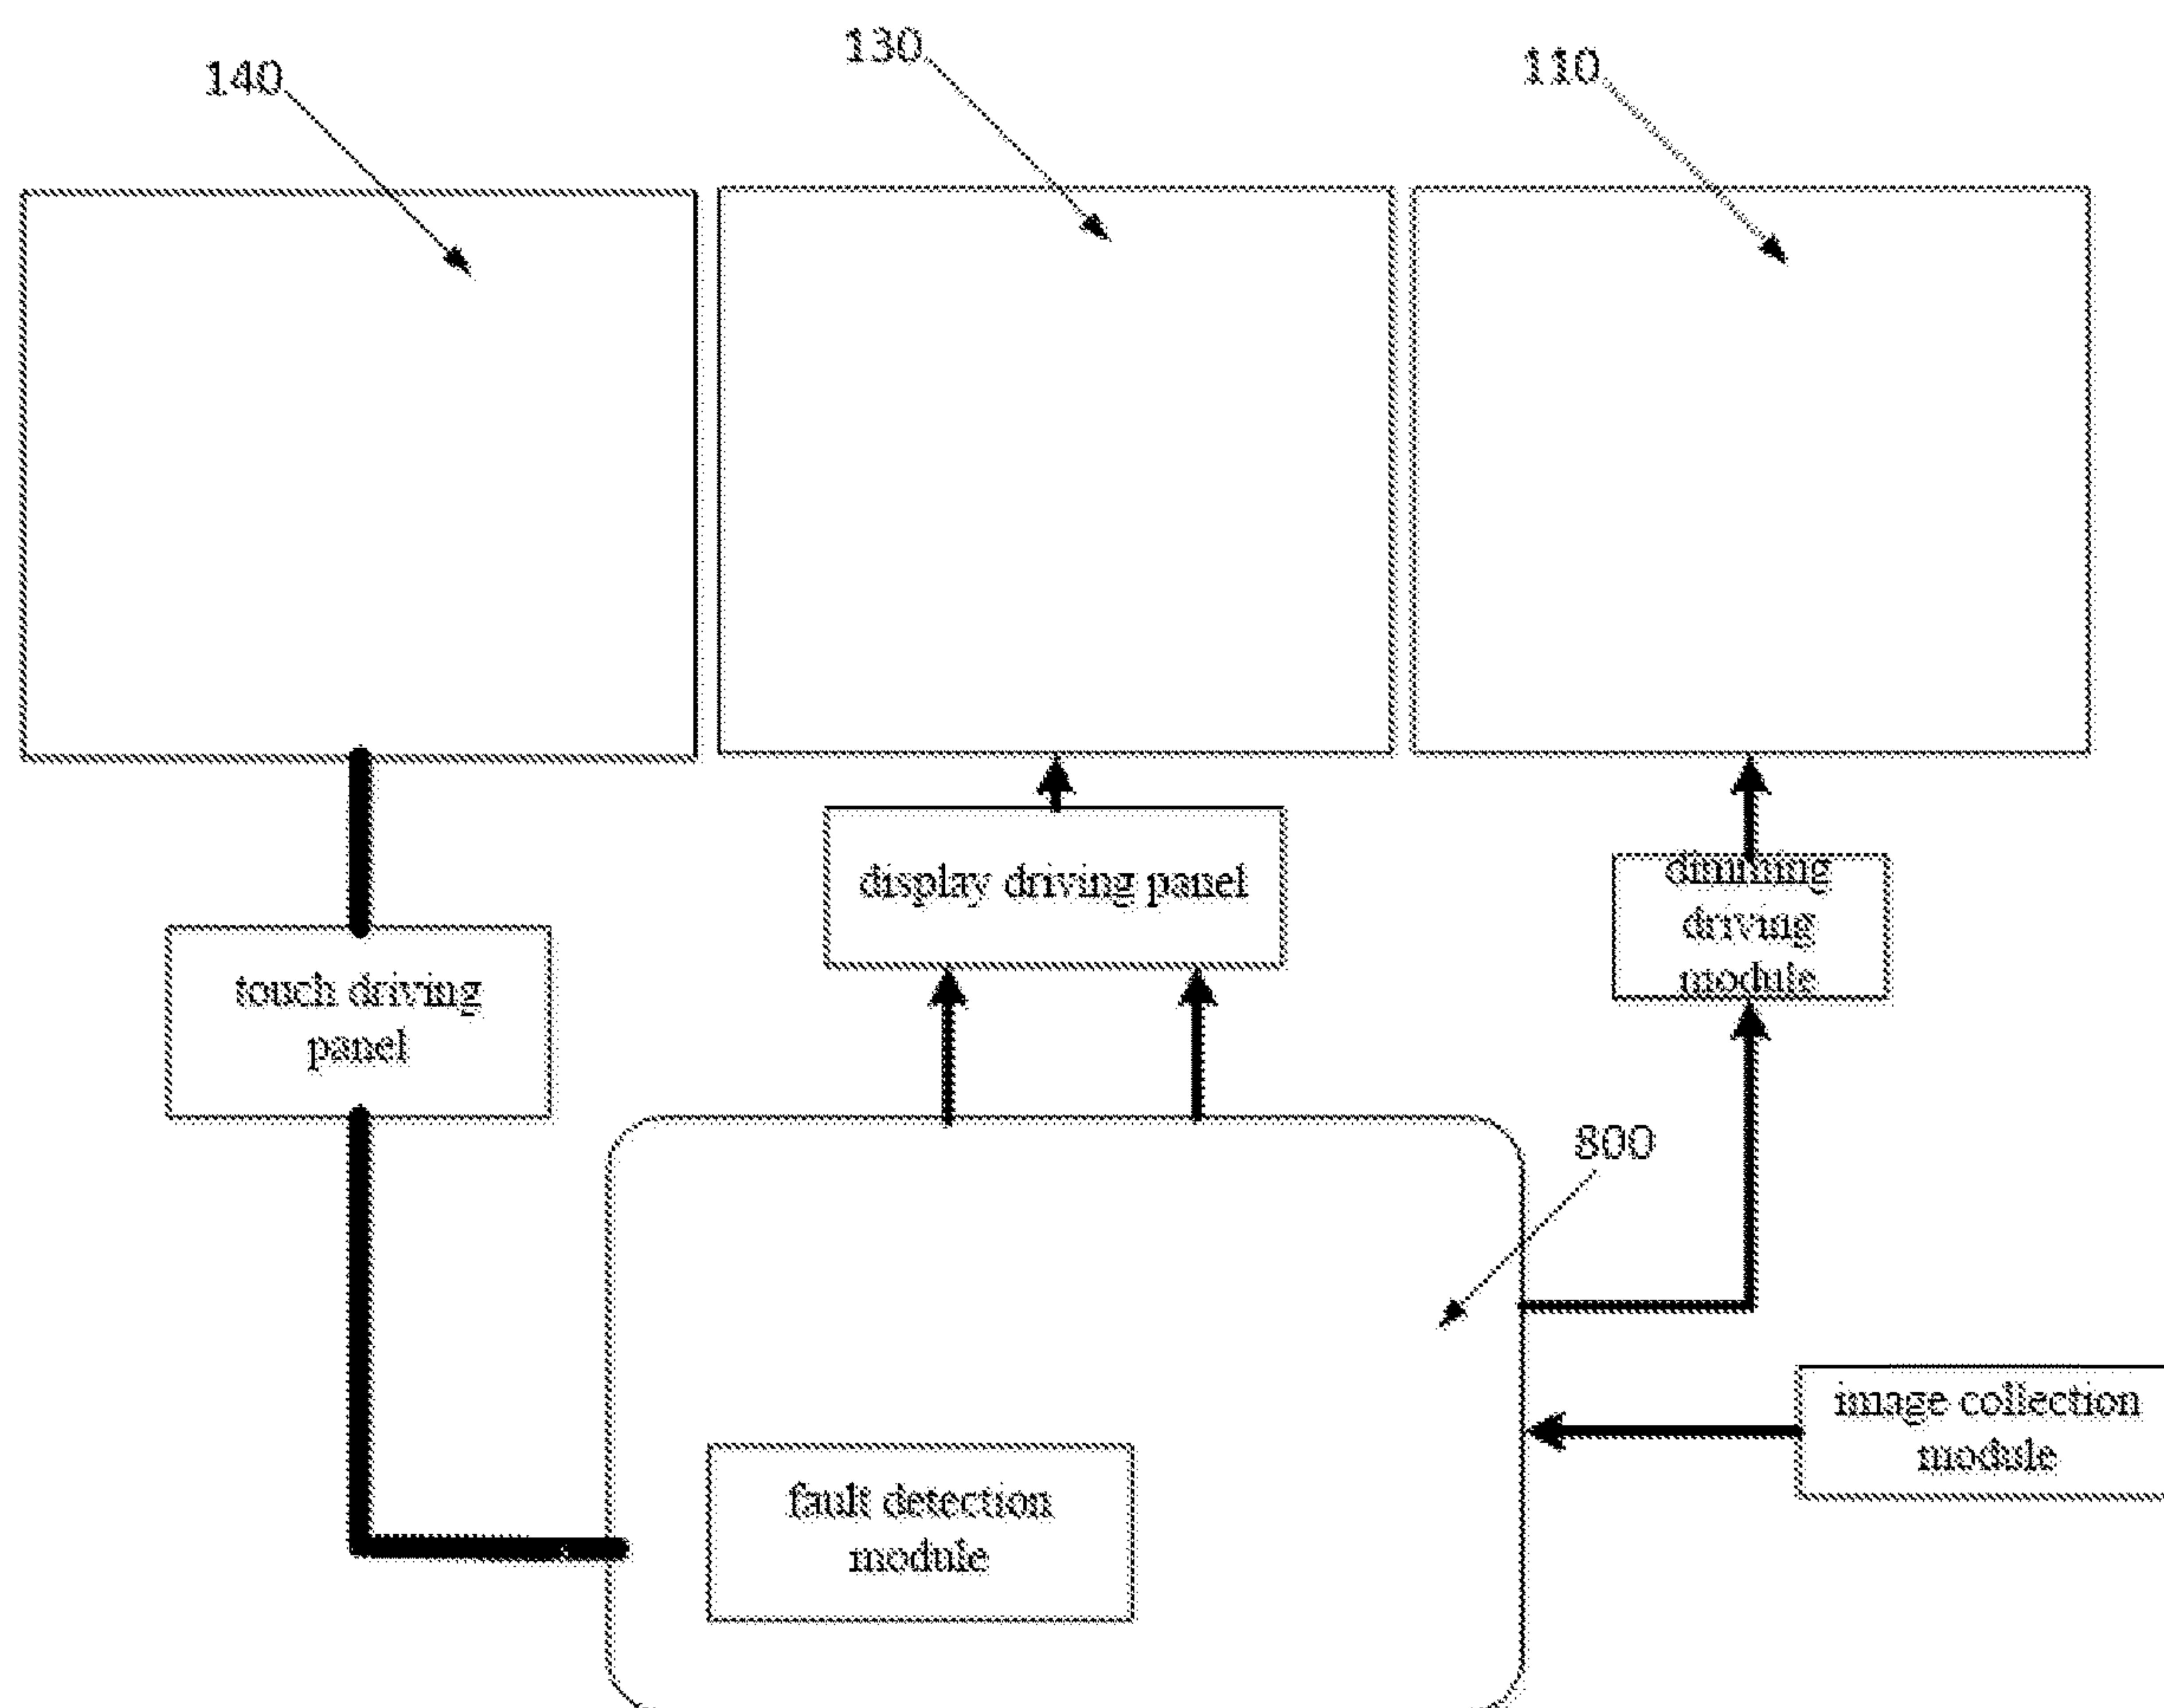 140
130
110
display driving panel
dimming
driving
module
touch driving
panel
800
image collection
module
fault detection
module